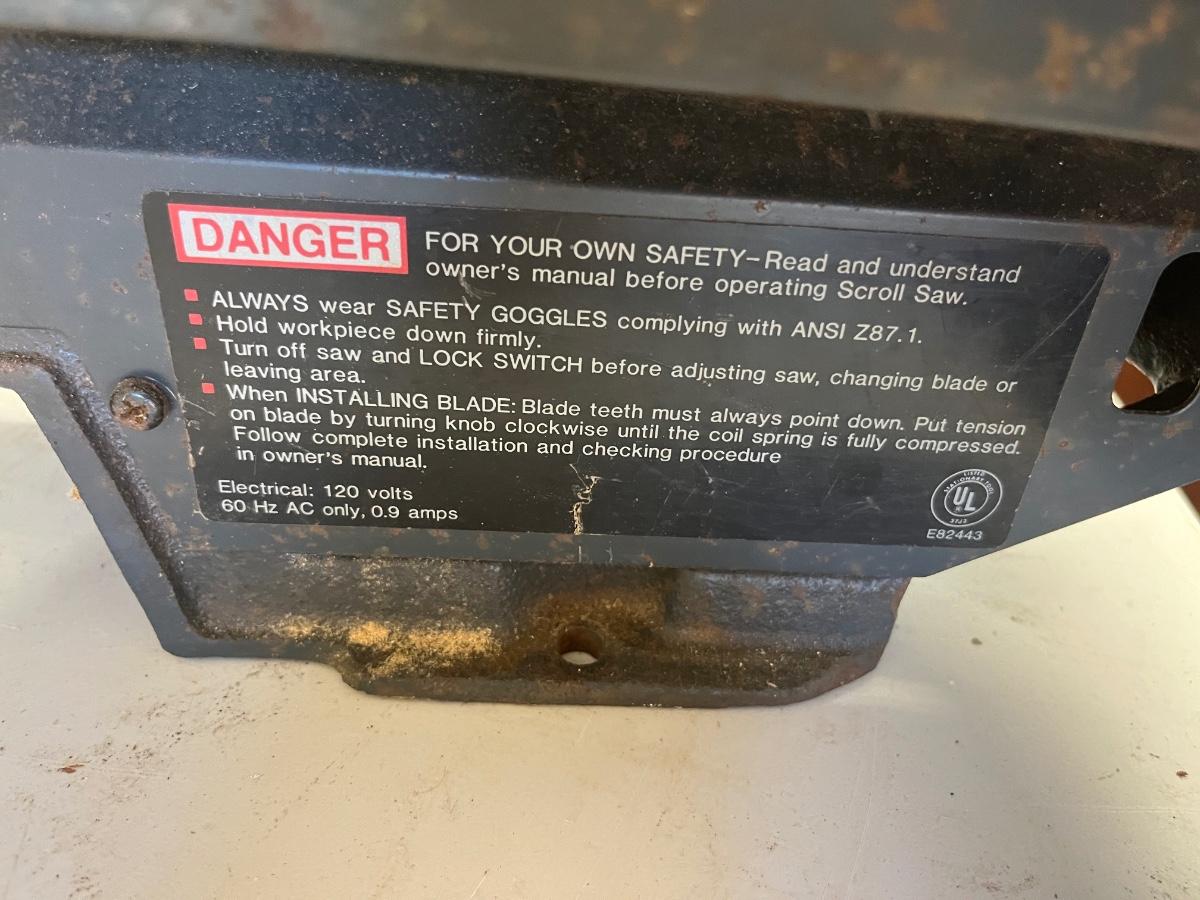 DANGER
FOR YOUR OWN SAFETY–Read and understand
owner's manual before operating Scroll Saw.
ALWAYS wear SAFETY GOGGLES complying with ANSI Z87.1.
Hold workpiece down firmly.
Turn off saw and LOCK SWITCH before adjusting saw, changing blade or
leaving area.
When INSTALLING BLADE: Blade teeth must always point down. Put tension
on blade by turning knob clockwise until the coil spring is fully compressed.
Follow complete installation and checking procedure
in owner's manual.
Electrical: 120 volts
60 Hz AC only, 0.9 amps
LISTED
STATIONARY TOOL
UL
®
37J2
E82443